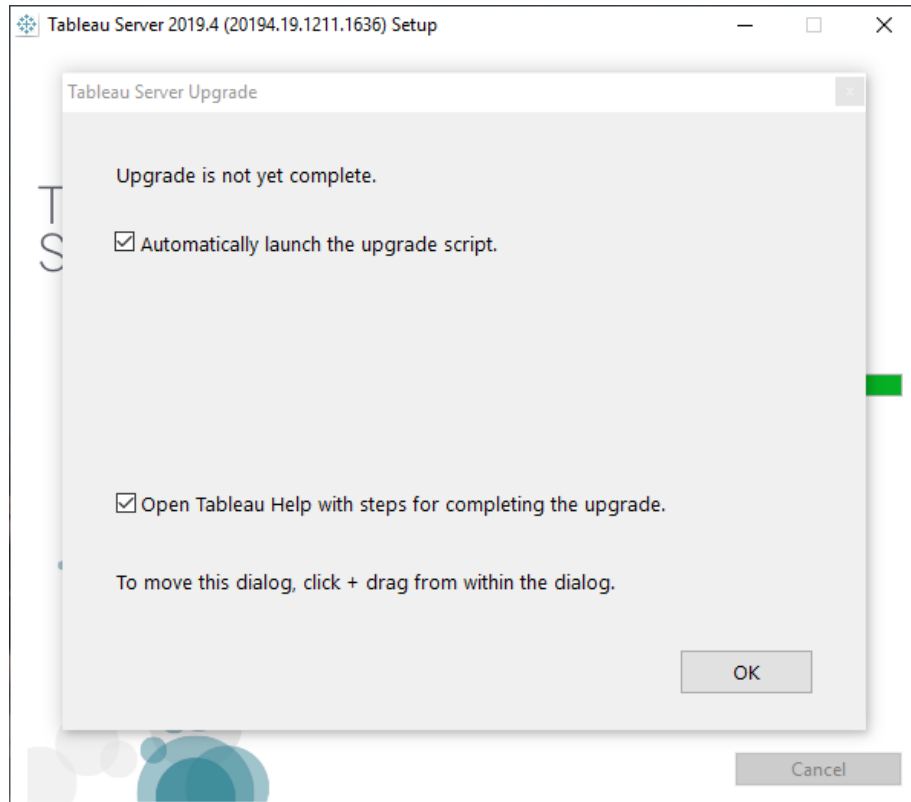 Tableau Server 2019.4 (20194.19.1211.1636) Setup
Tableau Server Upgrade
Upgrade is not yet complete.
Automatically launch the upgrade script.
Open Tableau Help with steps for completing the upgrade.
To move this dialog, click + drag from within the dialog.
OK
Cancel